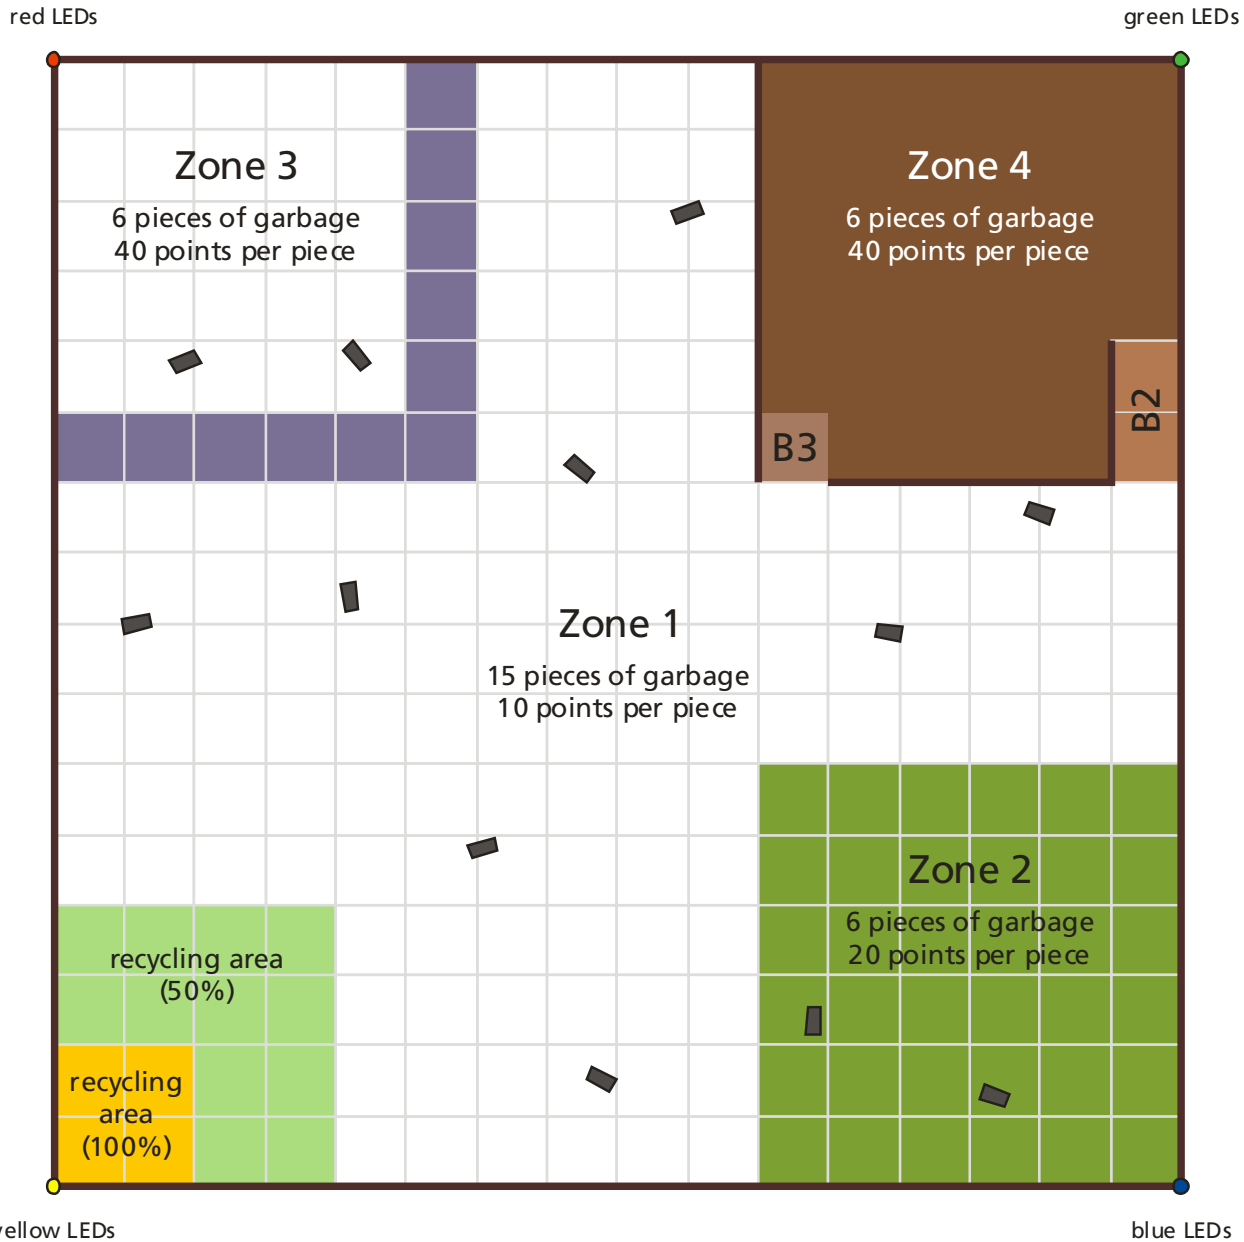 red LEDs
green LEDs
Zone 3
6 pieces of garbage
40 points per piece
Zone 4
6 pieces of garbage
40 points per piece
B2
B3
Zone 1
15 pieces of garbage
10 points per piece
Zone 2
6 pieces of garbage
20 points per piece
recycling area
(50%)
recycling
area
(100%)
yellow LEDs
blue LEDs